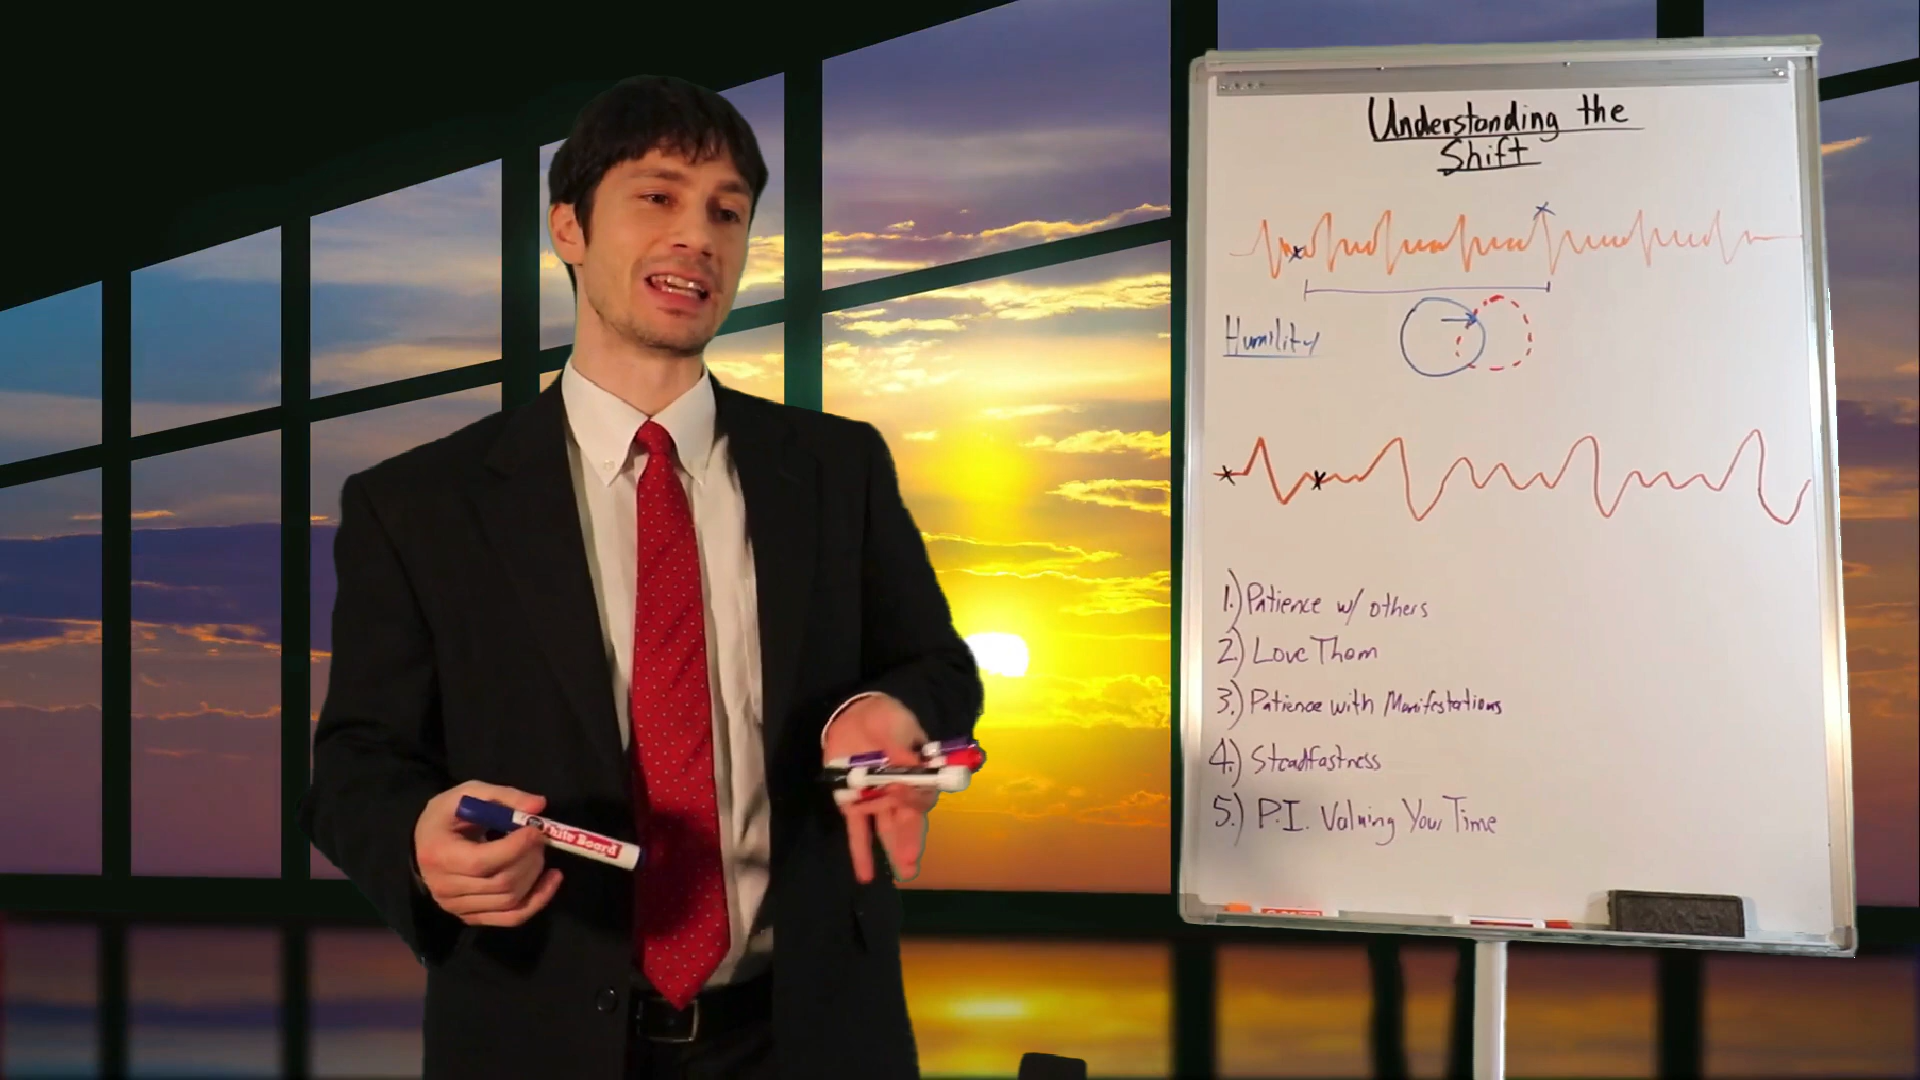 Understanding the
Shift
Humility
1.) Patience w/ others
2.) Love Them
3.) Patience with Manifestations
4.) Steadfastness
5.) P.I. Valuing Your Time
White Board